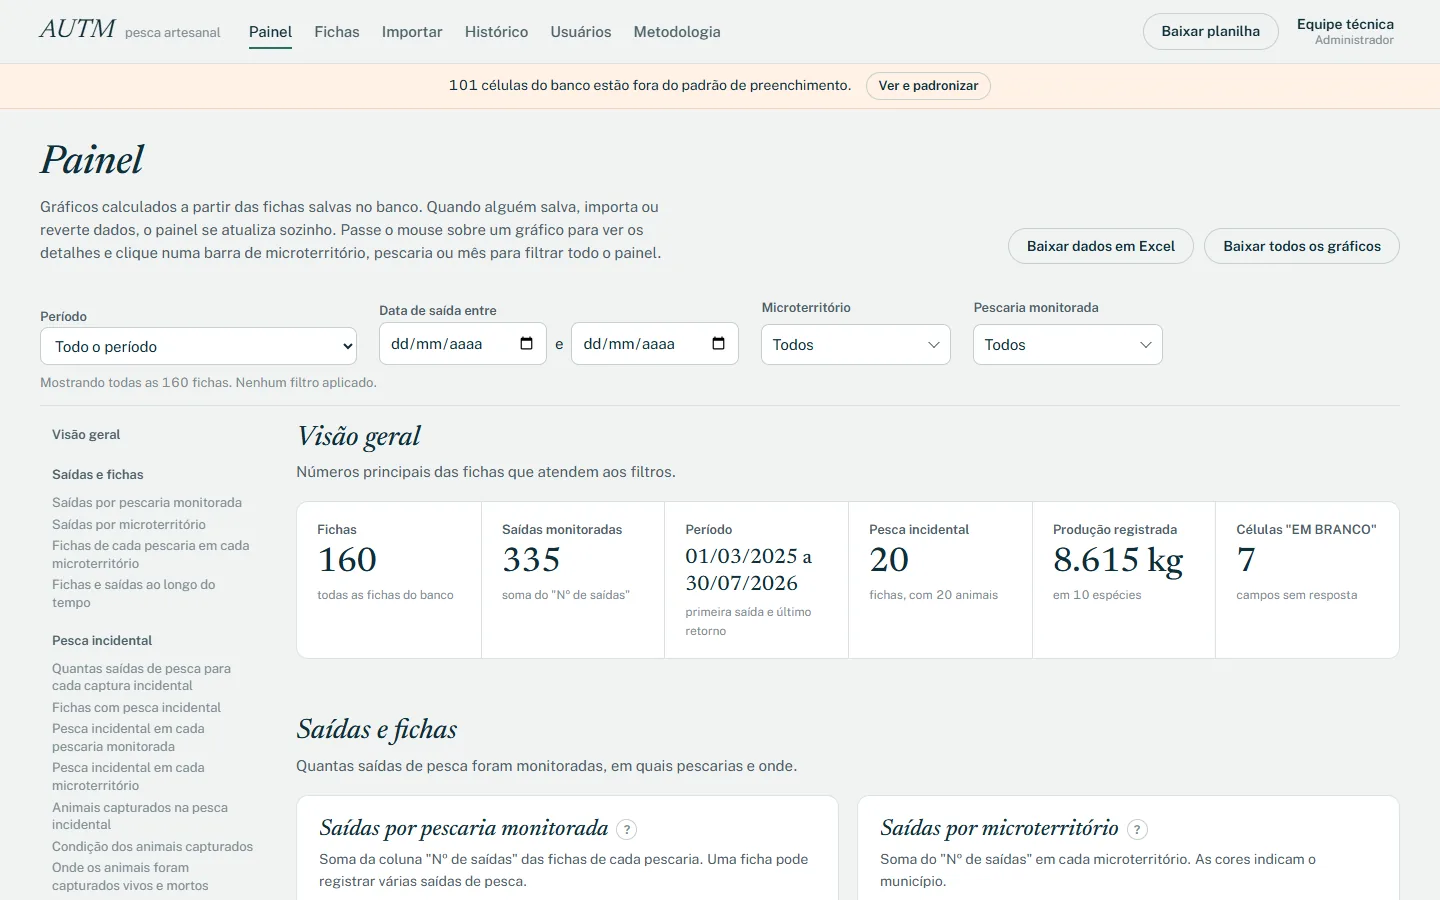 AUTM pesca artesanal
Painel
Fichas
Importar
Histórico
Usuários
Metodologia
Baixar planilha
Equipe técnica
Administrador
101 células do banco estão fora do padrão de preenchimento.
Ver e padronizar
Painel
Gráficos calculados a partir das fichas salvas no banco. Quando alguém salva, importa ou
reverte dados, o painel se atualiza sozinho. Passe o mouse sobre um gráfico para ver os
detalhes e clique numa barra de microterritório, pescaria ou mês para filtrar todo o painel.
Baixar dados em Excel
Baixar todos os gráficos
Período
Todo o período
Data de saída entre
dd/mm/aaaa
e
dd/mm/aaaa
Microterritório
Todos
Pescaria monitorada
Todos
Mostrando todas as 160 fichas. Nenhum filtro aplicado.
Visão geral
Saídas e fichas
Saídas por pescaria monitorada
Saídas por microterritório
Fichas de cada pescaria em cada
microterritório
Fichas e saídas ao longo do
tempo
Pesca incidental
Quantas saídas de pesca para
cada captura incidental
Fichas com pesca incidental
Pesca incidental em cada
pescaria monitorada
Pesca incidental em cada
microterritório
Animais capturados na pesca
incidental
Condição dos animais capturados
Onde os animais foram
capturados vivos e mortos
Visão geral
Números principais das fichas que atendem aos filtros.
Fichas
160
todas as fichas do banco
Saídas monitoradas
335
soma do "Nº de saídas"
Período
01/03/2025 a
30/07/2026
primeira saída e último
retorno
Pesca incidental
20
fichas, com 20 animais
Produção registrada
8.615 kg
em 10 espécies
Células "EM BRANCO"
7
campos sem resposta
Saídas e fichas
Quantas saídas de pesca foram monitoradas, em quais pescarias e onde.
Saídas por pescaria monitorada ?
Soma da coluna "Nº de saídas" das fichas de cada pescaria. Uma ficha pode
registrar várias saídas de pesca.
Saídas por microterritório ?
Soma do "Nº de saídas" em cada microterritório. As cores indicam o
município.